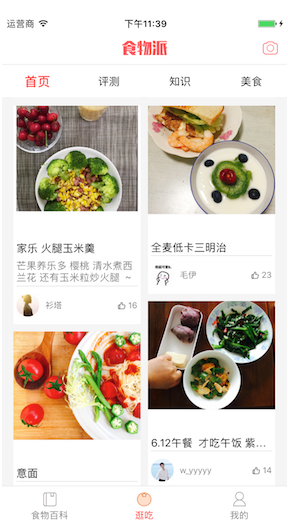 运营商 下午11:39
食物派
首页 评测 知识 美食
家乐 火腿玉米羹
芒果养乐多 樱桃 清水煮西
兰花 还有玉米粒炒火腿 ~
衫塔 16
全麦低卡三明治
毛伊 23
意面
6.12午餐 才吃午饭 紫...
w_yyyyy 14
食物百科 逛吃 我的